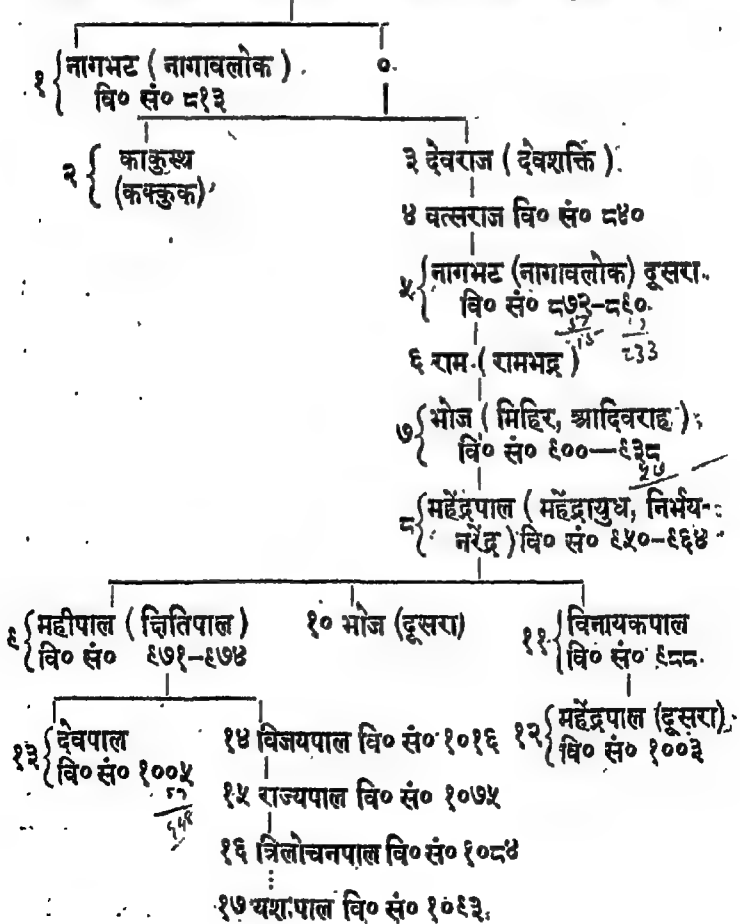 १ { नागभट ( नागावलोक )
वि० सं० ८१३
०
२ { काकुस्थ
(कक्कुक)
३ देवराज ( देवशक्ति )
४ वत्सराज वि० सं० ८४०
५ { नागभट (नागावलोक) दूसरा
वि० सं० ८७२–८९०
६ राम ( रामभद्र )
७ { भोज ( मिहिर, आदिवराह )
वि० सं० ९००—९३८
८ { महेंद्रपाल ( महेंद्रायुध, निर्भय-
नरेंद्र ) वि० सं० ९५०–९६४
९ { महीपाल ( क्षितिपाल )
वि० सं० ९७१–९७४
१० भोज (दूसरा)
११ { विनायकपाल
वि० सं० ९८८
१२ { महेंद्रपाल (दूसरा)
वि० सं० १००३
१३ { देवपाल
वि० सं० १००५
१४ विजयपाल वि० सं० १०१६
१५ राज्यपाल वि० सं० १०७५
१६ त्रिलोचनपाल वि० सं० १०८४
१७ यशःपाल वि० सं० १०९३